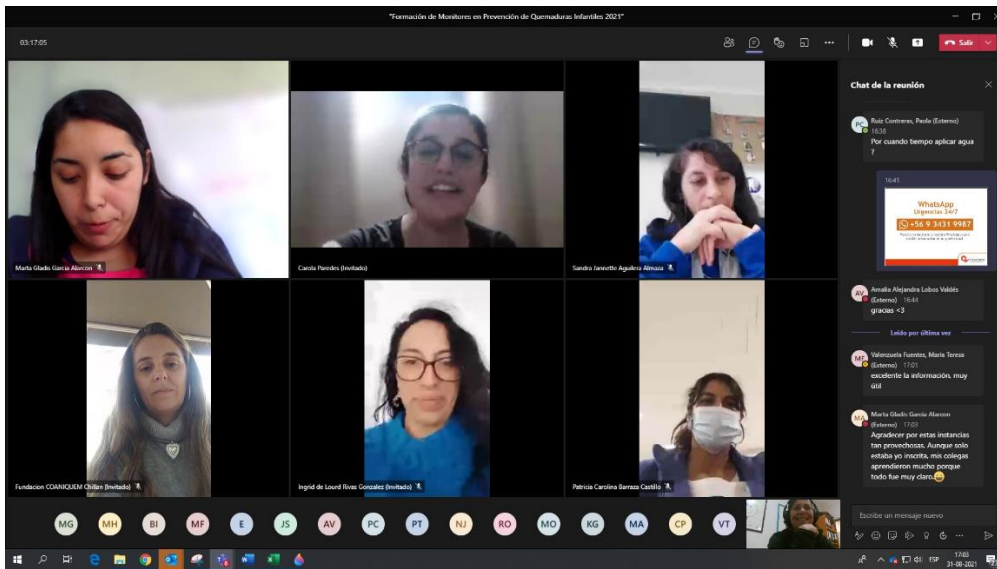 "Formación de Monitores en Prevención de Quemaduras Infantiles 2021"
03:17:05
Salir
Marta Gladis Garcia Alarcon
Carola Paredes (Invitado)
Sandra Jannette Aguilera Almaza
Fundacion COANIQUEM Chillan (Invitado)
Ingrid de Lourd Rivas Gonzalez (Invitado)
Patricia Carolina Barraza Castillo
MG MH BI MF E JS AV PC PT NJ RO MO KG MA CP VT
Chat de la reunión
PC
Ruiz Contreras, Paola (Externo)
16:38
Por cuando tiempo aplicar agua
?
16:41
WhatsApp
Urgencias 24/7
+56 9 3431 9987
AV
Amalia Alejandra Lobos Valdés
(Externo) 16:44
gracias <3
Leído por última vez
MF
Valenzuela Fuentes, Maria Teresa
(Externo) 17:01
excelente la información, muy
útil
MA
Marta Gladis Garcia Alarcon
(Externo) 17:03
Agradecer por estas instancias
tan provechosas. Aunque solo
estaba yo inscrita, mis colegas
aprendieron mucho porque
todo fue muy claro.
Escribe un mensaje nuevo
ESP
17:03
31-08-2021